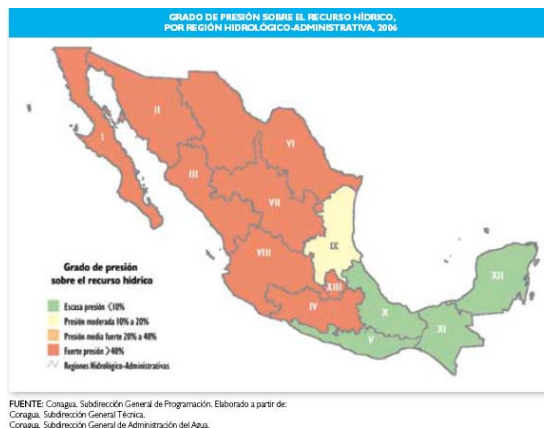 GRADO DE PRESIÓN SOBRE EL RECURSO HÍDRICO,
POR REGIÓN HIDROLÓGICO-ADMINISTRATIVA, 2006
II
I
VI
III
VII
VIII
IX
XIII
XII
IV
X
XI
V
Grado de presión
sobre el recurso hídrico
Escasa presión <10%
Presión moderada 10% a 20%
Presión media fuerte 20% a 40%
Fuerte presión >40%
Regiones Hidrológico-Administrativas
FUENTE: Conagua. Subdirección General de Programación. Elaborado a partir de:
Conagua. Subdirección General Técnica.
Conagua. Subdirección General de Administración del Agua.